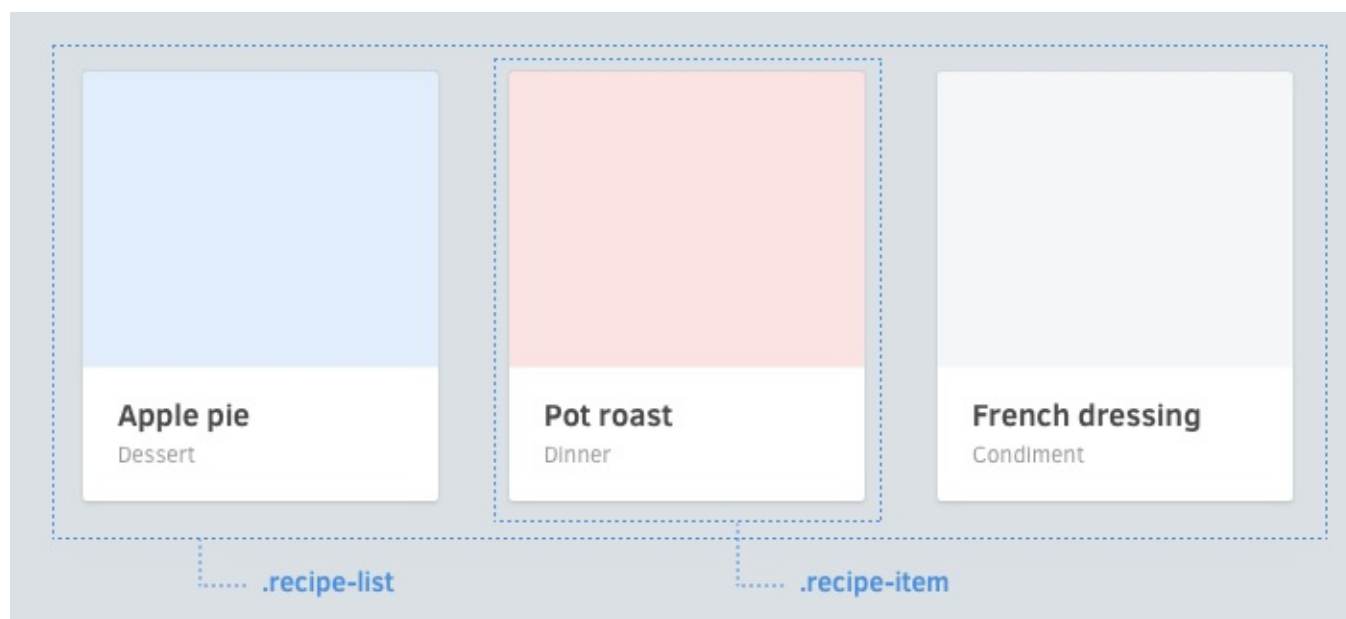 Apple pie
Dessert
Pot roast
Dinner
French dressing
Condiment
.recipe-list
.recipe-item